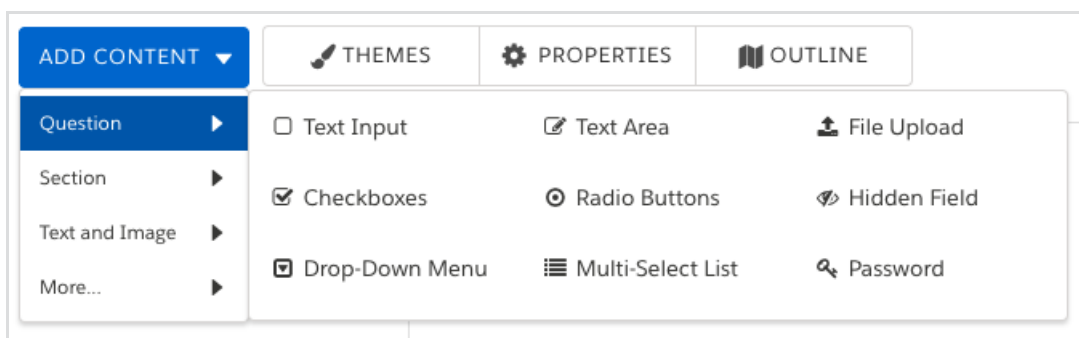 ADD CONTENT THEMES PROPERTIES OUTLINE
Question
Section
Text and Image
More...
Text Input Text Area File Upload
Checkboxes Radio Buttons Hidden Field
Drop-Down Menu Multi-Select List Password